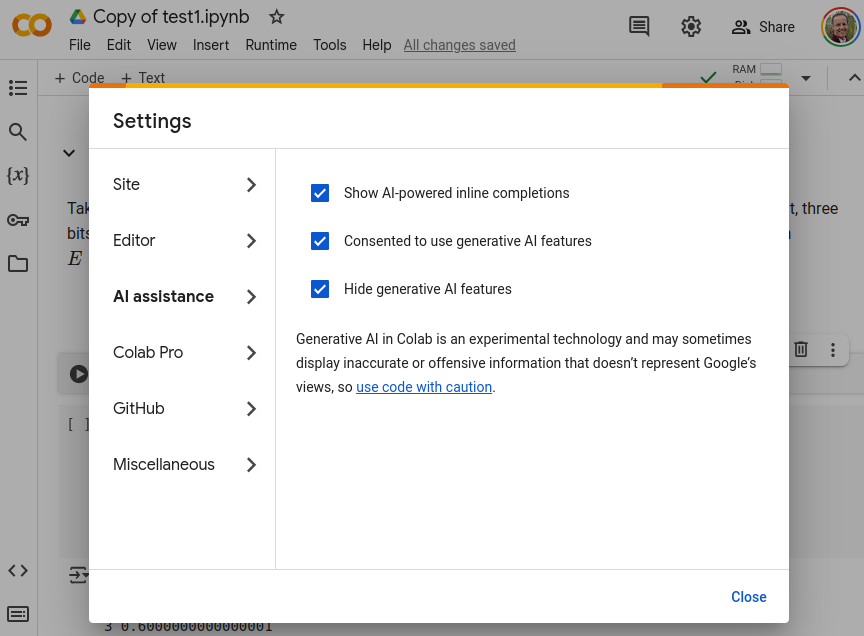 Copy of test1.ipynb
File Edit View Insert Runtime Tools Help All changes saved
Share
+ Code + Text
RAM
Settings
Site
Editor
AI assistance
Colab Pro
GitHub
Miscellaneous
Show AI-powered inline completions
Consented to use generative AI features
Hide generative AI features
Generative AI in Colab is an experimental technology and may sometimes
display inaccurate or offensive information that doesn’t represent Google’s
views, so use code with caution.
Close
{x}
Tak
t, three
bits
E
[ ]
3 0.6000000000000001